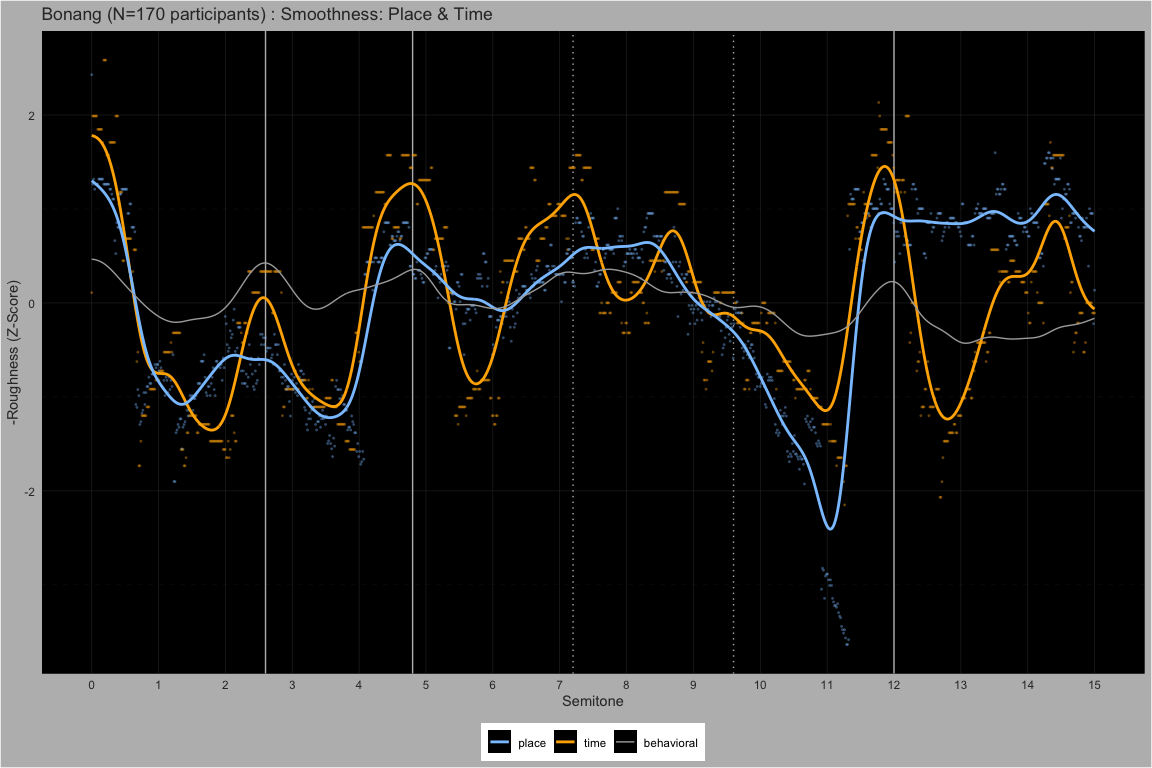 Bonang (N=170 participants) : Smoothness: Place & Time
-Roughness (Z-Score)
2
0
-2
0 1 2 3 4 5 6 7 8 9 10 11 12 13 14 15
Semitone
place time behavioral